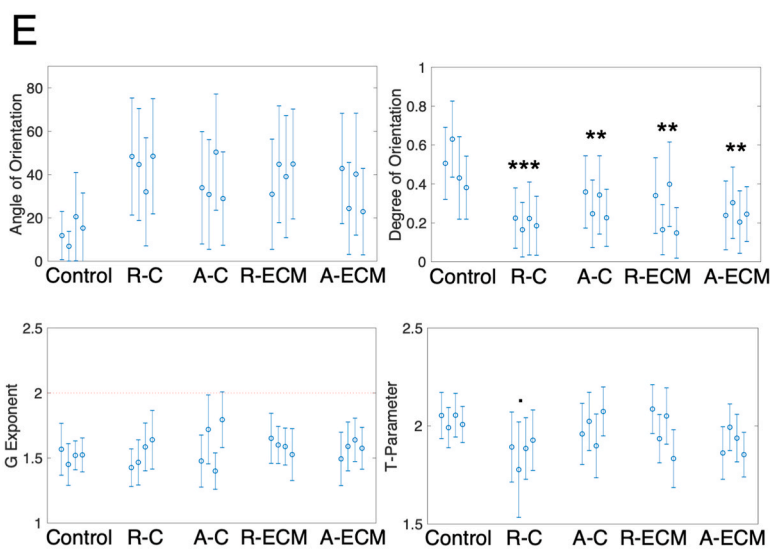 E
80
60
40
20
0
Angle of Orientation
Control R-C A-C R-ECM A-ECM
1
0.8
0.6
0.4
0.2
0
Degree of Orientation
*** ** ** **
Control R-C A-C R-ECM A-ECM
2.5
2
1.5
1
G Exponent
Control R-C A-C R-ECM A-ECM
2.5
2
1.5
T-Parameter
.
Control R-C A-C R-ECM A-ECM